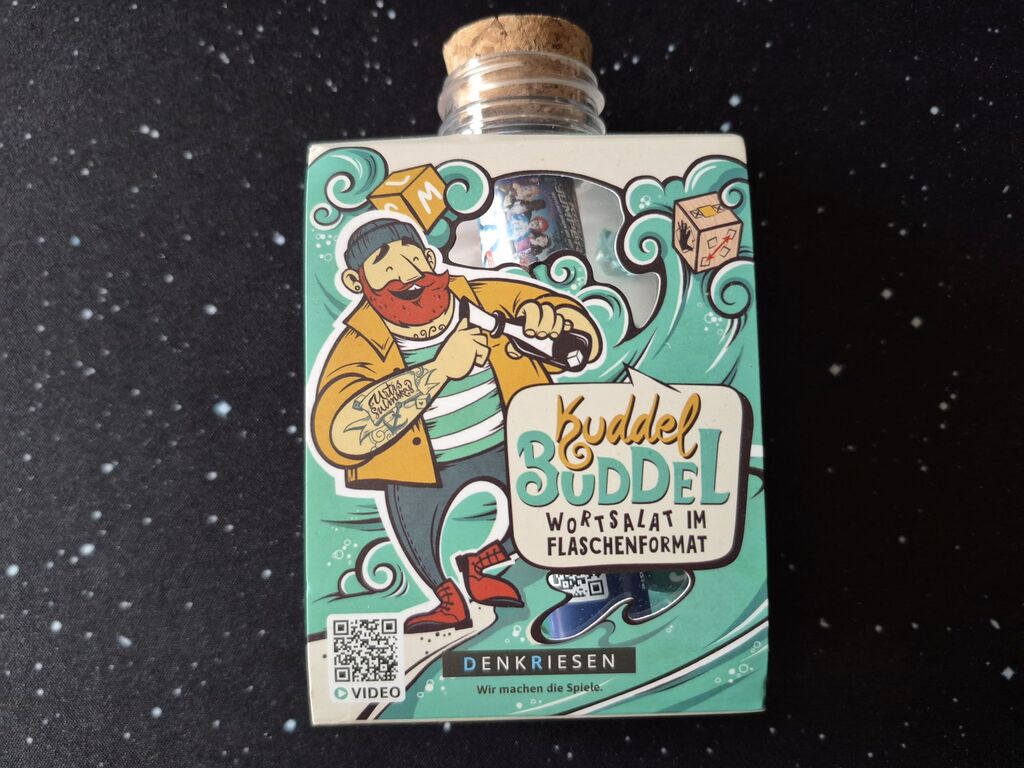 L M
Kuddel
BUDDEL
WORTSALAT IM
FLASCHENFORMAT
VIDEO
DENKRIESEN
Wir machen die Spiele.